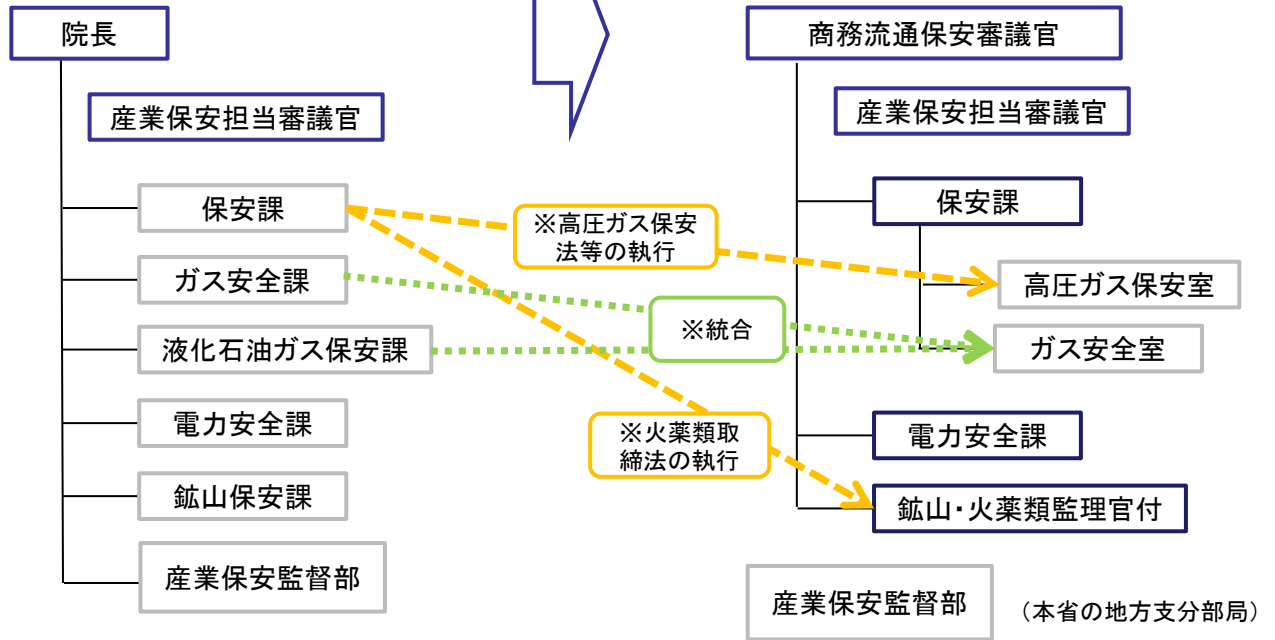 院長
産業保安担当審議官
保安課
ガス安全課
液化石油ガス保安課
電力安全課
鉱山保安課
産業保安監督部
※高圧ガス保安
法等の執行
※統合
※火薬類取
締法の執行
商務流通保安審議官
産業保安担当審議官
保安課
高圧ガス保安室
ガス安全室
電力安全課
鉱山・火薬類監理官付
産業保安監督部
(本省の地方支分部局)